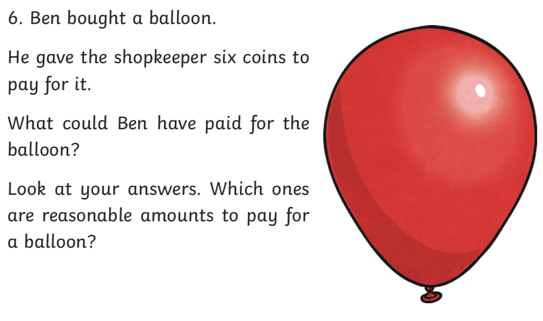 6. Ben bought a balloon.
He gave the shopkeeper six coins to
pay for it.
What could Ben have paid for the
balloon?
Look at your answers. Which ones
are reasonable amounts to pay for
a balloon?